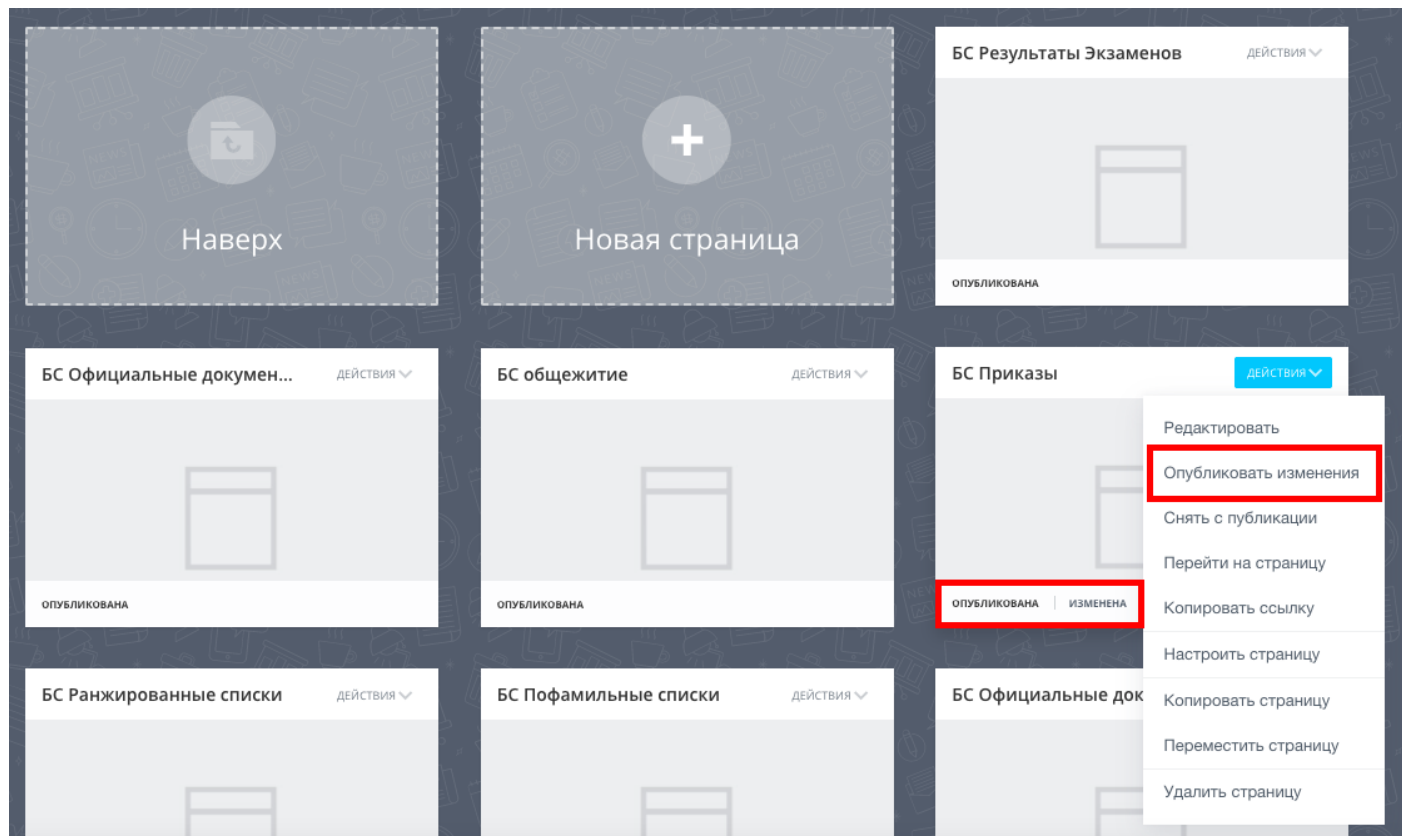 Наверх
Новая страница
БС Результаты Экзаменов
ДЕЙСТВИЯ
ОПУБЛИКОВАНА
БС Официальные докумен...
ДЕЙСТВИЯ
ОПУБЛИКОВАНА
БС общежитие
ДЕЙСТВИЯ
ОПУБЛИКОВАНА
БС Приказы
ДЕЙСТВИЯ
ОПУБЛИКОВАНА
ИЗМЕНЕНА
Редактировать
Опубликовать изменения
Снять с публикации
Перейти на страницу
Копировать ссылку
Настроить страницу
Копировать страницу
Переместить страницу
Удалить страницу
БС Ранжированные списки
ДЕЙСТВИЯ
БС Пофамильные списки
ДЕЙСТВИЯ
БС Официальные док